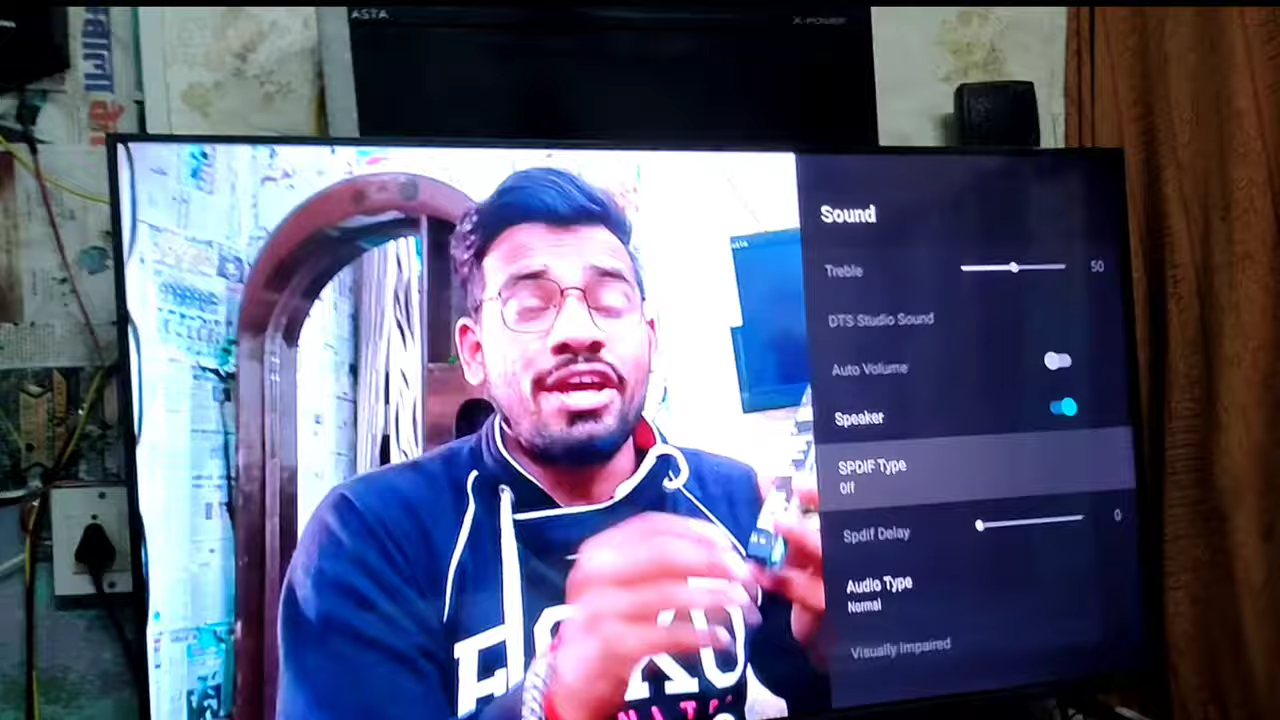 ASTA
X-POWER
ASTA
Sound
Treble
50
DTS Studio Sound
Auto Volume
Speaker
SPDIF Type
Off
Spdif Delay
0
Audio Type
Normal
Visually Impaired